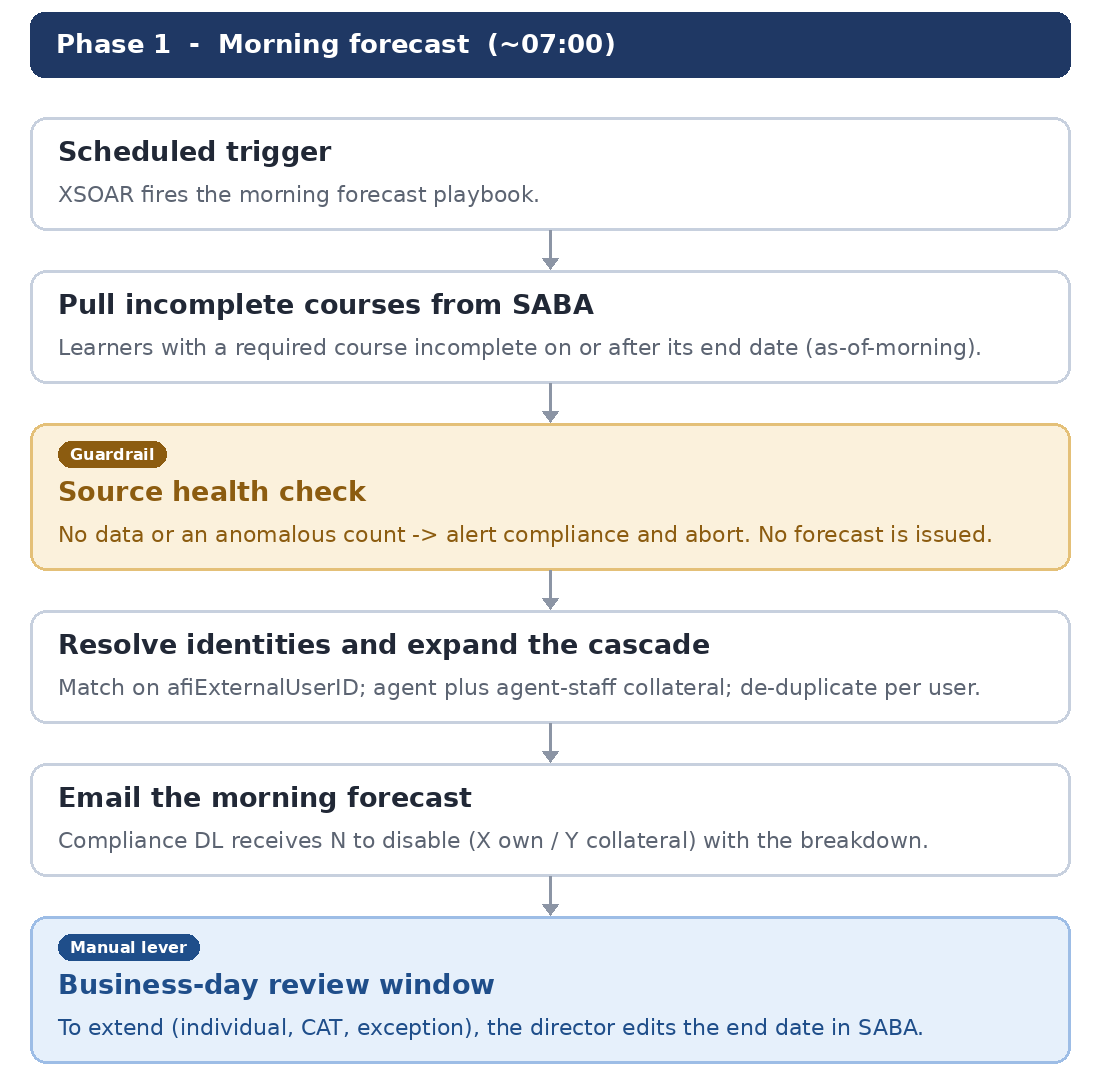 Phase 1 - Morning forecast (~07:00)
Scheduled trigger
XSOAR fires the morning forecast playbook.
Pull incomplete courses from SABA
Learners with a required course incomplete on or after its end date (as-of-morning).
Guardrail
Source health check
No data or an anomalous count -> alert compliance and abort. No forecast is issued.
Resolve identities and expand the cascade
Match on afiExternalUserID; agent plus agent-staff collateral; de-duplicate per user.
Email the morning forecast
Compliance DL receives N to disable (X own / Y collateral) with the breakdown.
Manual lever
Business-day review window
To extend (individual, CAT, exception), the director edits the end date in SABA.